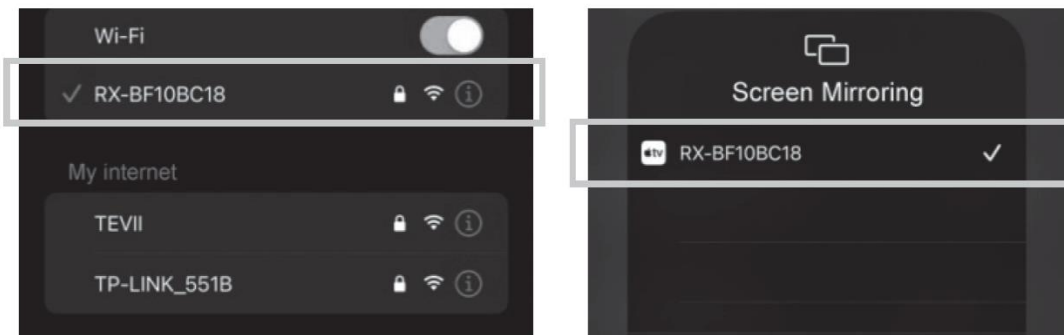 Wi-Fi
RX-BF10BC18
My internet
TEVII
TP-LINK_551B
Screen Mirroring
tv RX-BF10BC18